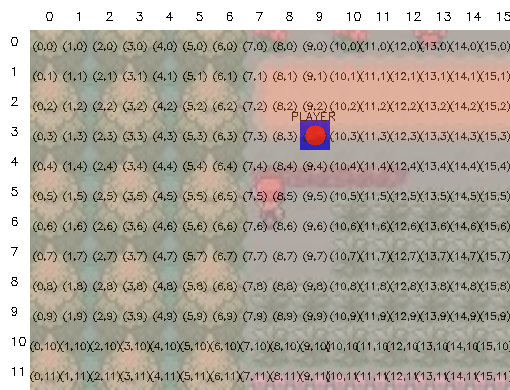 0 1 2 3 4 5 6 7 8 9 10 11 12 13 14 15
0 (0,0) (1,0) (2,0) (3,0) (4,0) (5,0) (6,0) (7,0) (8,0) (9,0) (10,0) (11,0) (12,0) (13,0) (14,0) (15,0)
1 (0,1) (1,1) (2,1) (3,1) (4,1) (5,1) (6,1) (7,1) (8,1) (9,1) (10,1) (11,1) (12,1) (13,1) (14,1) (15,1)
2 (0,2) (1,2) (2,2) (3,2) (4,2) (5,2) (6,2) (7,2) (8,2) (9,2) (10,2) (11,2) (12,2) (13,2) (14,2) (15,2)
PLAYER
3 (0,3) (1,3) (2,3) (3,3) (4,3) (5,3) (6,3) (7,3) (8,3) (10,3) (11,3) (12,3) (13,3) (14,3) (15,3)
4 (0,4) (1,4) (2,4) (3,4) (4,4) (5,4) (6,4) (7,4) (8,4) (9,4) (10,4) (11,4) (12,4) (13,4) (14,4) (15,4)
5 (0,5) (1,5) (2,5) (3,5) (4,5) (5,5) (6,5) (7,5) (8,5) (9,5) (10,5) (11,5) (12,5) (13,5) (14,5) (15,5)
6 (0,6) (1,6) (2,6) (3,6) (4,6) (5,6) (6,6) (7,6) (8,6) (9,6) (10,6) (11,6) (12,6) (13,6) (14,6) (15,6)
7 (0,7) (1,7) (2,7) (3,7) (4,7) (5,7) (6,7) (7,7) (8,7) (9,7) (10,7) (11,7) (12,7) (13,7) (14,7) (15,7)
8 (0,8) (1,8) (2,8) (3,8) (4,8) (5,8) (6,8) (7,8) (8,8) (9,8) (10,8) (11,8) (12,8) (13,8) (14,8) (15,8)
9 (0,9) (1,9) (2,9) (3,9) (4,9) (5,9) (6,9) (7,9) (8,9) (9,9) (10,9) (11,9) (12,9) (13,9) (14,9) (15,9)
10 (0,10) (1,10) (2,10) (3,10) (4,10) (5,10) (6,10) (7,10) (8,10) (9,10) (10,10) (11,10) (12,10) (13,10) (14,10) (15,10)
11 (0,11) (1,11) (2,11) (3,11) (4,11) (5,11) (6,11) (7,11) (8,11) (9,11) (10,11) (11,11) (12,11) (13,11) (14,11) (15,11)